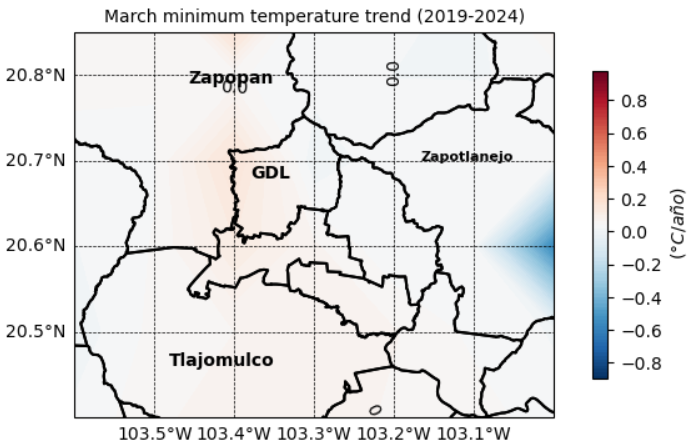 March minimum temperature trend (2019-2024)
20.8°N
Zapopan
0.0
0.0
0.8
0.6
20.7°N
GDL
Zapotlanejo
0.4
0.2
20.6°N
0.0
(°C/año)
−0.2
−0.4
20.5°N
Tlajomulco
−0.6
−0.8
0
103.5°W 103.4°W 103.3°W 103.2°W 103.1°W